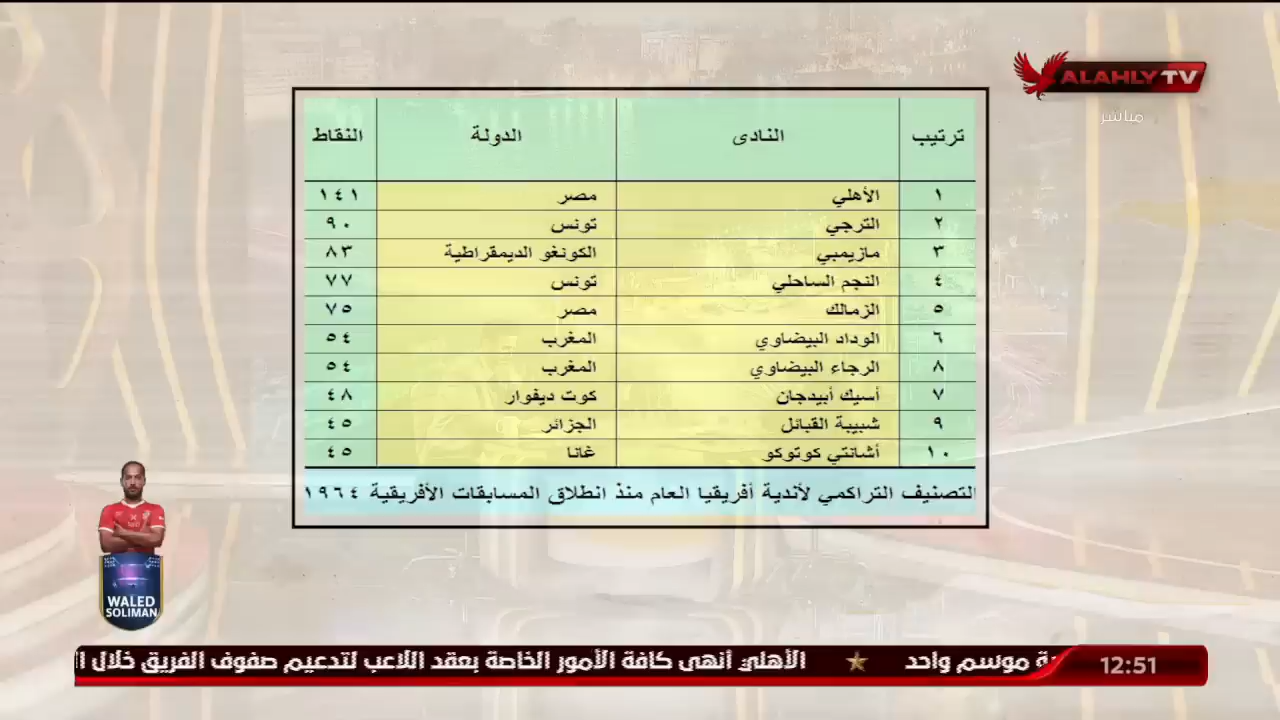 ALAHLY TV
مباشر
ترتيب النادى الدولة النقاط
١ الأهلي مصر ١٤١
٢ الترجي تونس ٩٠
٣ مازيمبي الكونغو الديمقراطية ٨٣
٤ النجم الساحلي تونس ٧٧
٥ الزمالك مصر ٧٥
٦ الوداد البيضاوي المغرب ٥٤
٨ الرجاء البيضاوي المغرب ٥٤
٧ أسيك أبيدجان كوت ديفوار ٤٨
٩ شبيبة القبائل الجزائر ٤٥
١٠ أشانتي كوتوكو غانا ٤٥
التصنيف التراكمي لأندية أفريقيا العام منذ انطلاق المسابقات الأفريقية ١٩٦٤
WALED
SOLIMAN
12:51 موسم واحد ★ الأهلي أنهى كافة الأمور الخاصة بعقد اللاعب لتدعيم صفوف الفريق خلال